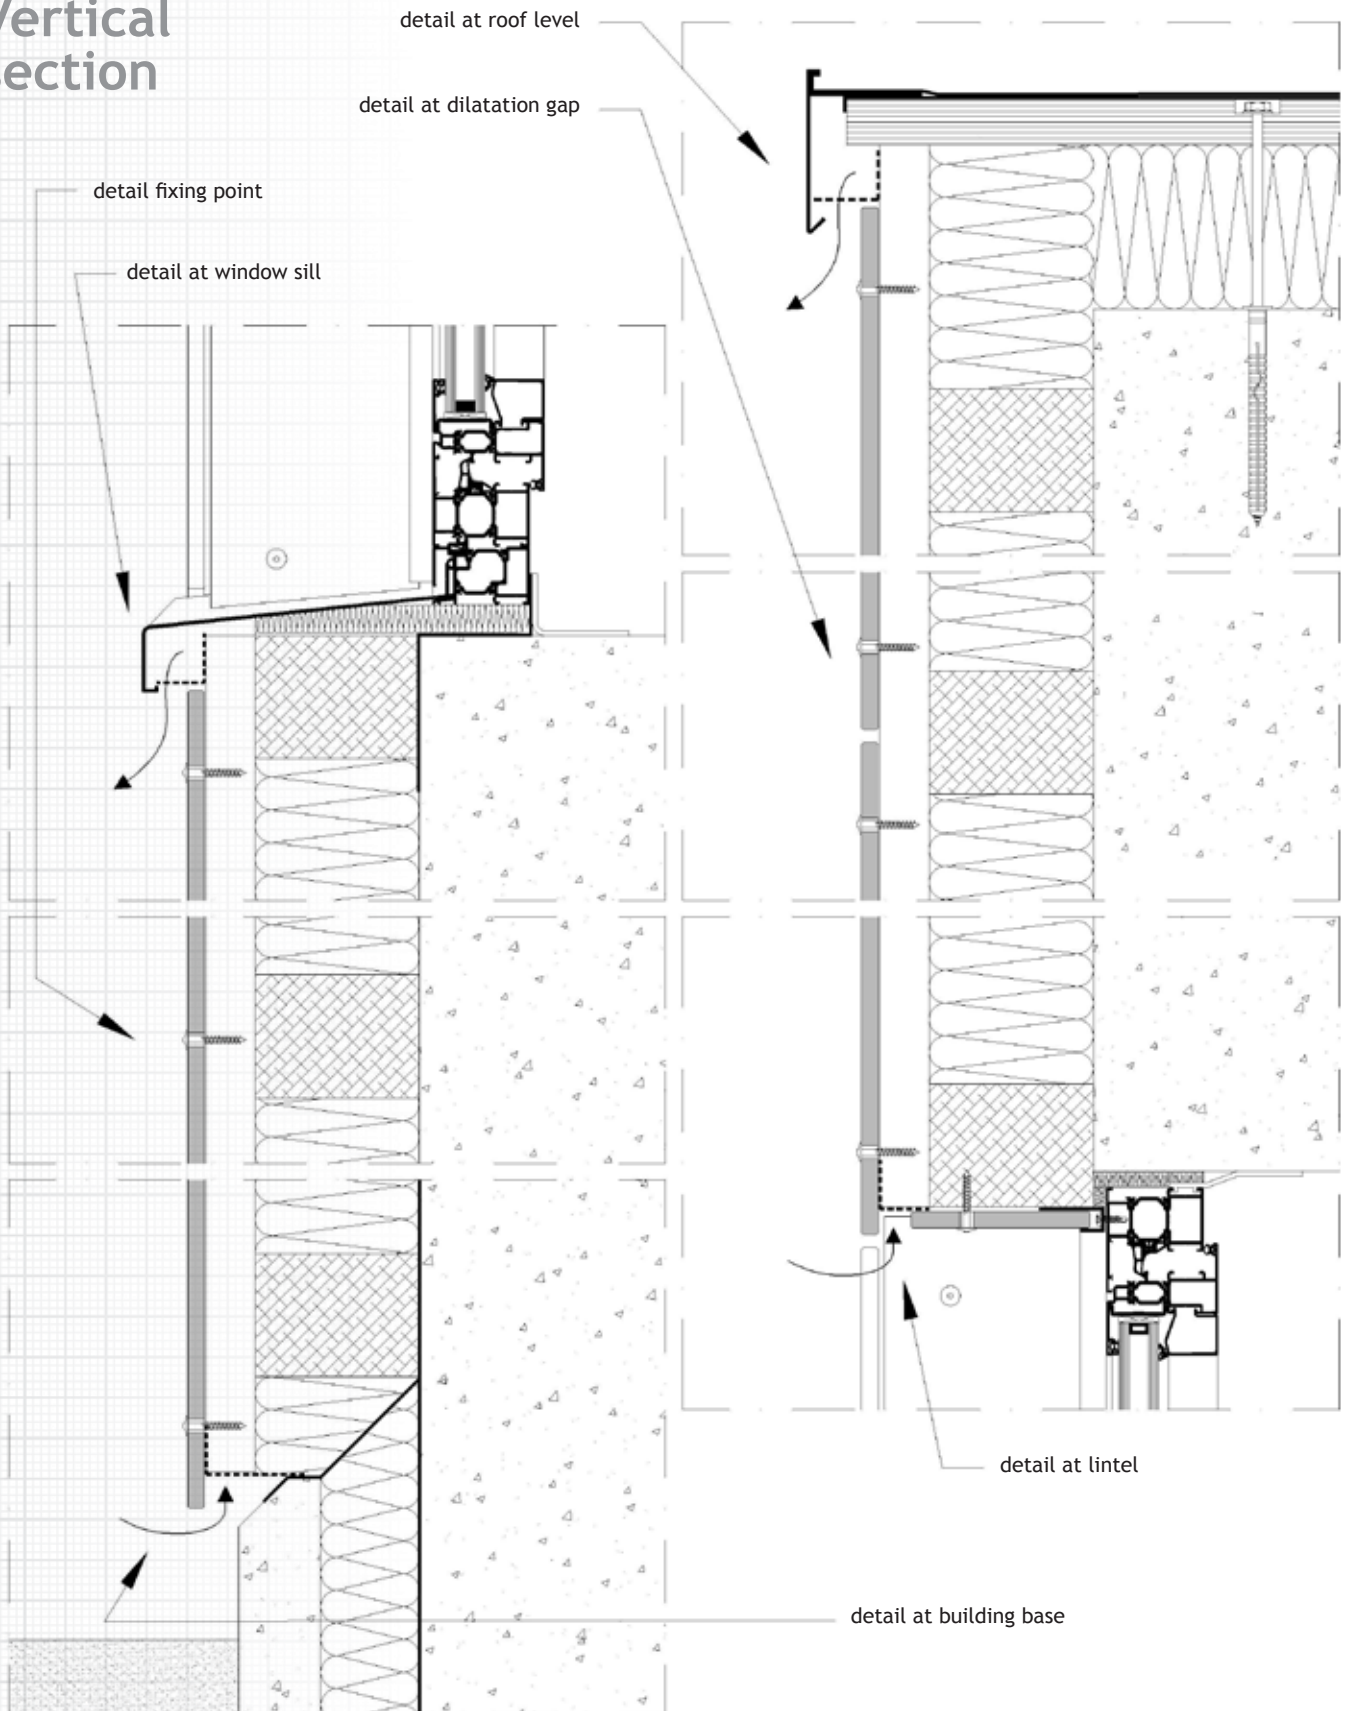 Vertical
section
detail at roof level
detail at dilatation gap
detail fixing point
detail at window sill
detail at lintel
detail at building base